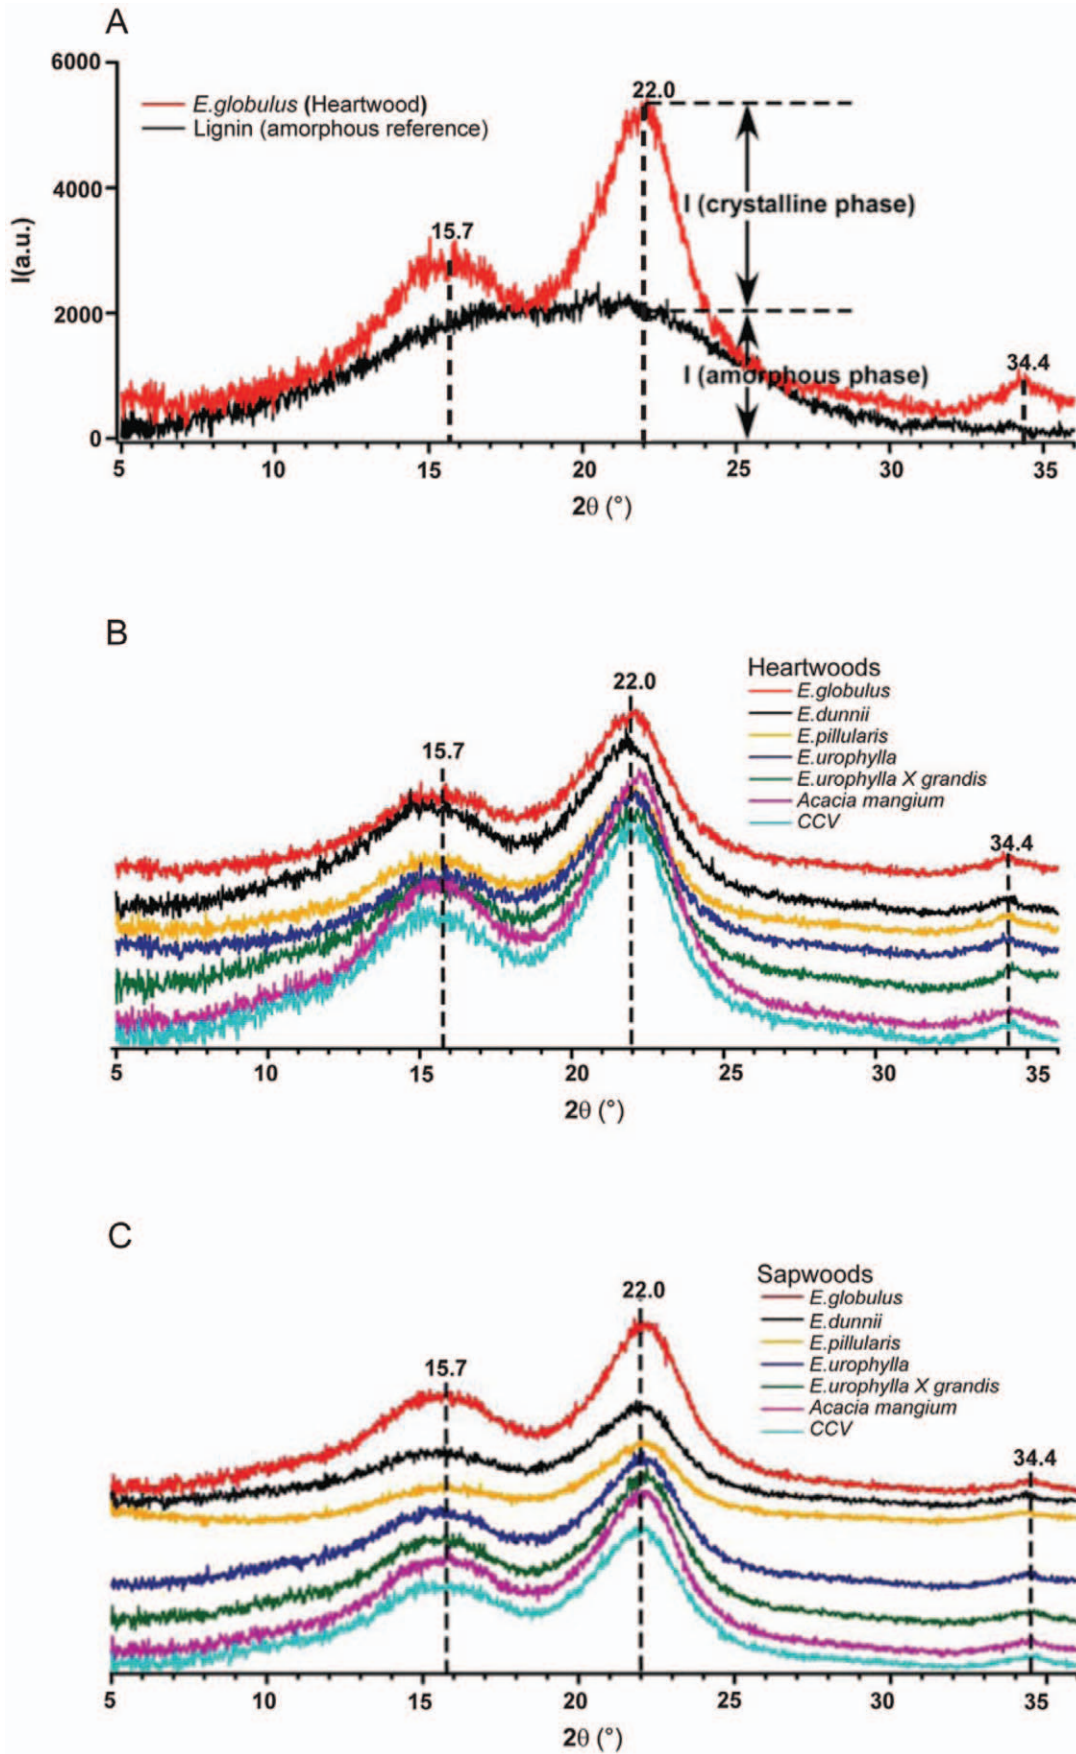 A
6000
E.globulus (Heartwood)
Lignin (amorphous reference)
22.0
4000
I (crystalline phase)
15.7
I(a.u.)
2000
34.4
I (amorphous phase)
0
5 10 15 20 25 30 35
2θ (°)
B
Heartwoods
22.0
E.globulus
E.dunnii
E.pillularis
15.7
E.urophylla
E.urophylla X grandis
Acacia mangium
CCV
34.4
5 10 15 20 25 30 35
2θ (°)
C
Sapwoods
22.0
E.globulus
E.dunnii
E.pillularis
15.7
E.urophylla
E.urophylla X grandis
Acacia mangium
CCV
34.4
5 10 15 20 25 30 35
2θ (°)